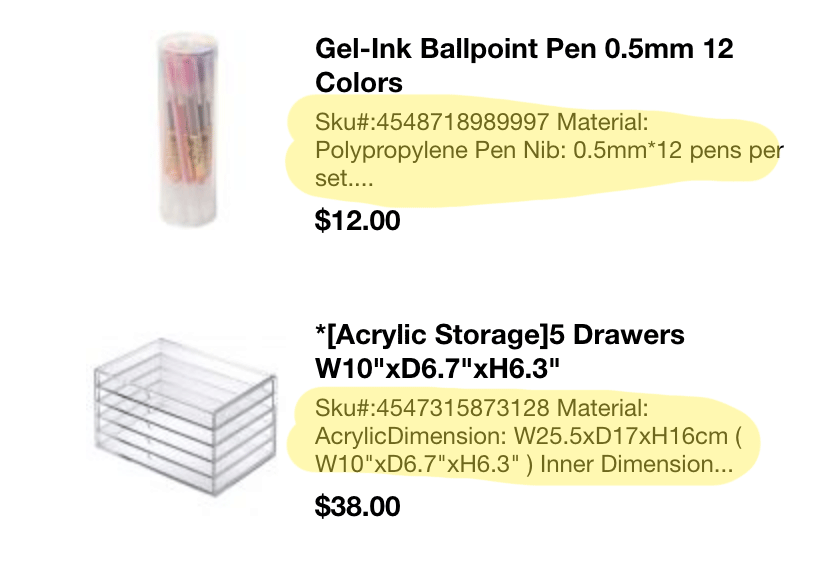 Gel-Ink Ballpoint Pen 0.5mm 12
Colors
Sku#:4548718989997 Material:
Polypropylene Pen Nib: 0.5mm*12 pens per
set....
$12.00
*[Acrylic Storage]5 Drawers
W10"xD6.7"xH6.3"
Sku#:4547315873128 Material:
AcrylicDimension: W25.5xD17xH16cm (
W10"xD6.7"xH6.3" ) Inner Dimension...
$38.00